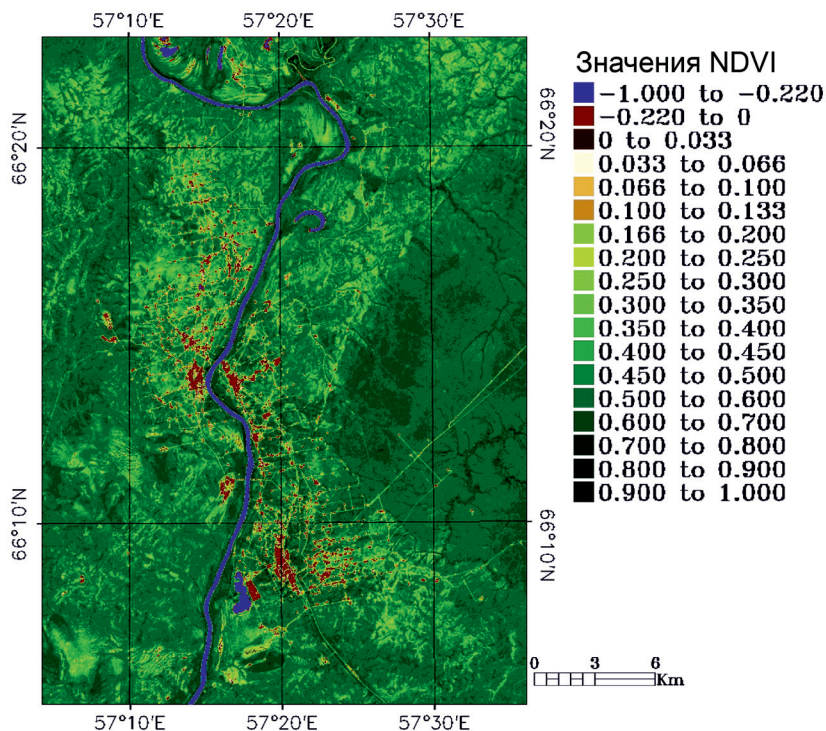 57°10′E 57°20′E 57°30′E
Значения NDVI
-1.000 to -0.220
-0.220 to 0
0 to 0.033
0.033 to 0.066
0.066 to 0.100
0.100 to 0.133
0.166 to 0.200
0.200 to 0.250
0.250 to 0.300
0.300 to 0.350
0.350 to 0.400
0.400 to 0.450
0.450 to 0.500
0.500 to 0.600
0.600 to 0.700
0.700 to 0.800
0.800 to 0.900
0.900 to 1.000
66°20′N
66°20′N
66°10′N
66°10′N
0 3 6
Km
57°10′E 57°20′E 57°30′E